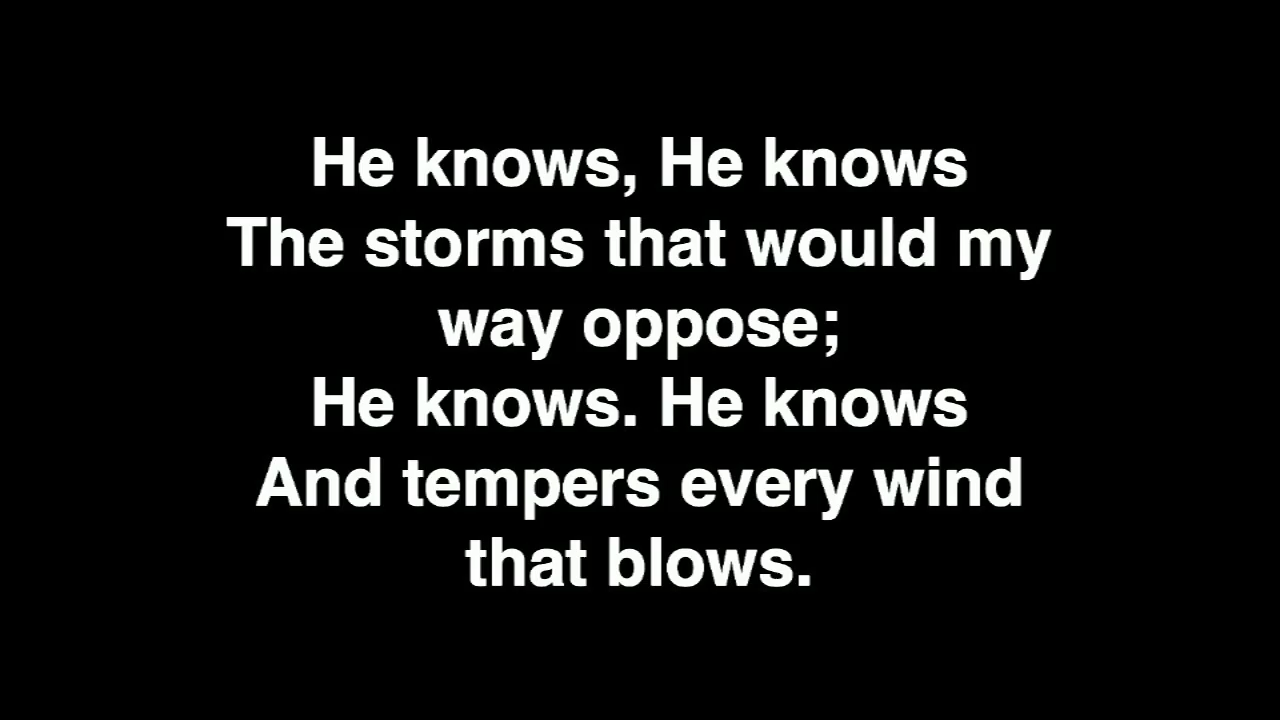 He knows, He knows
The storms that would my
way oppose;
He knows. He knows
And tempers every wind
that blows.